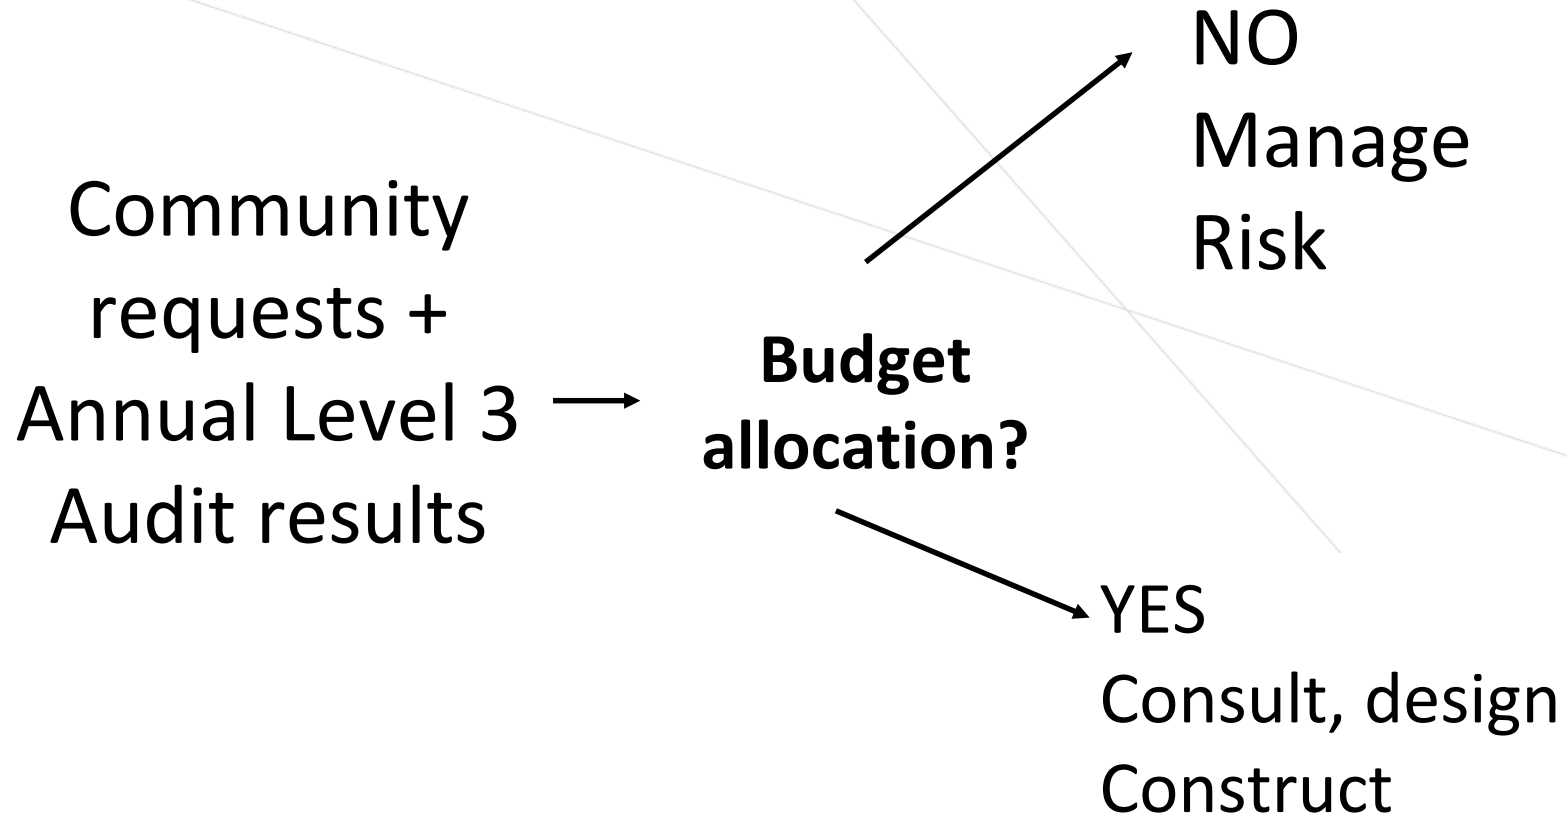 Community
requests +
Annual Level 3
Audit results
Budget
allocation?
NO
Manage
Risk
YES
Consult, design
Construct